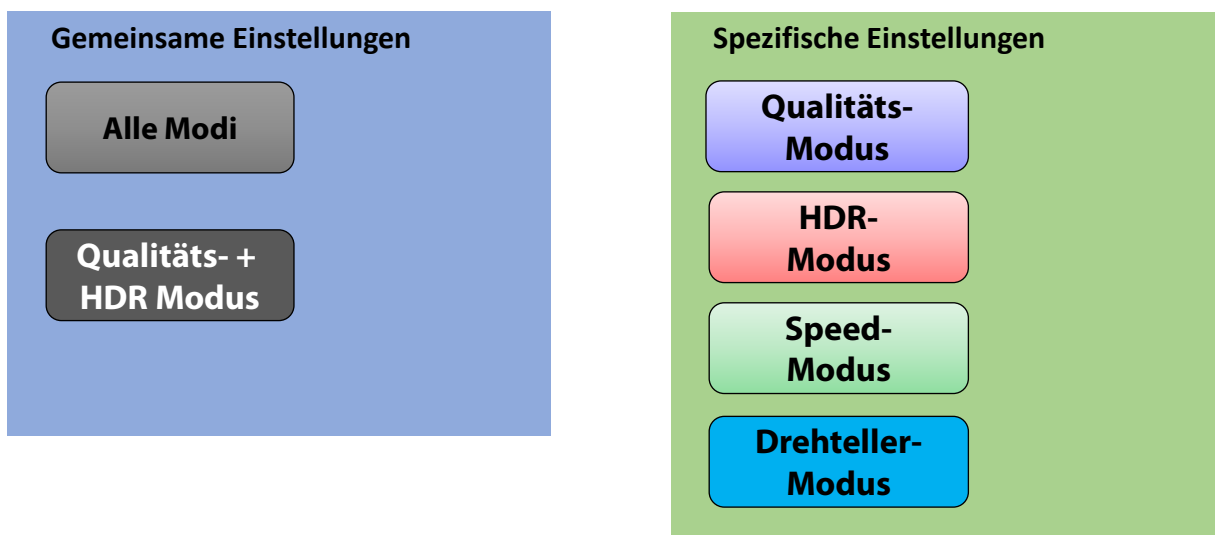 Gemeinsame Einstellungen
Alle Modi
Qualitäts- +
HDR Modus
Spezifische Einstellungen
Qualitäts-
Modus
HDR-
Modus
Speed-
Modus
Drehteller-
Modus